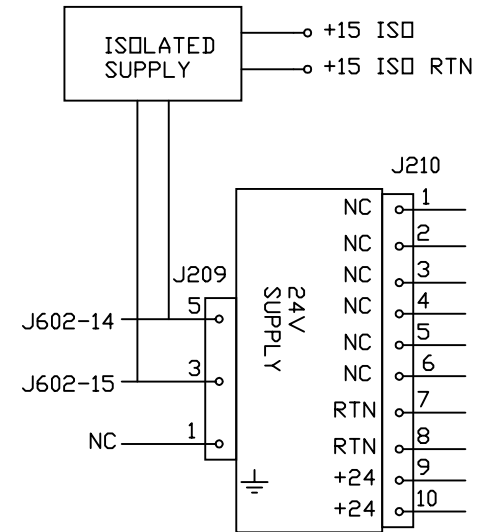 ISOLATED
SUPPLY
+15 ISO
+15 ISO RTN
J210
NC 1
NC 2
NC 3
NC 4
NC 5
NC 6
RTN 7
RTN 8
+24 9
+24 10
24V
SUPPLY
J209
J602-14 5
J602-15 3
NC 1